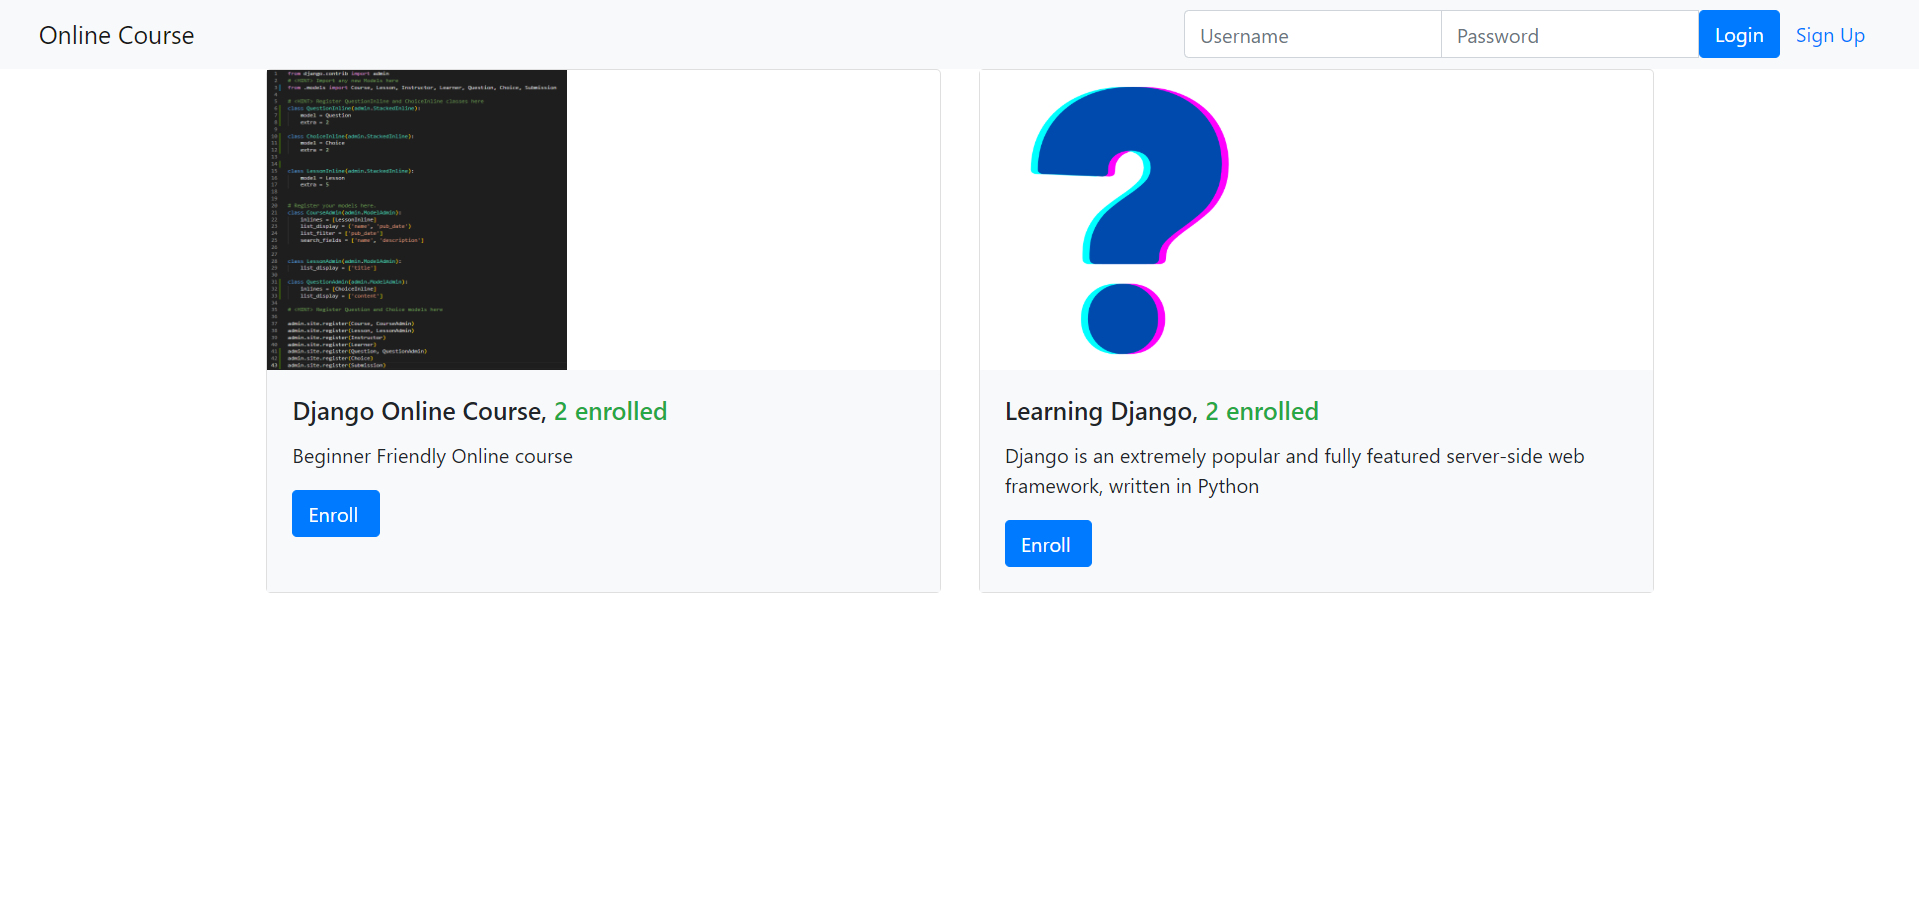 Online Course
Username
Password
Login
Sign Up
from django.contrib import admin
# <HINT> Import any new Models here
from .models import Course, Lesson, Instructor, Learner, Question, Choice, Submission
# <HINT> Register QuestionInline and ChoiceInline classes here
class QuestionInline(admin.StackedInline):
model = Question
extra = 2
class ChoiceInline(admin.StackedInline):
model = Choice
extra = 2
class LessonInline(admin.StackedInline):
model = Lesson
extra = 5
# Register your models here.
class CourseAdmin(admin.ModelAdmin):
inlines = [LessonInline]
list_display = ('name', 'pub_date')
list_filter = ['pub_date']
search_fields = ['name', 'description']
class LessonAdmin(admin.ModelAdmin):
list_display = ['title']
class QuestionAdmin(admin.ModelAdmin):
inlines = [ChoiceInline]
list_display = ['content']
# <HINT> Register Question and Choice models here
admin.site.register(Course, CourseAdmin)
admin.site.register(Lesson, LessonAdmin)
admin.site.register(Instructor)
admin.site.register(Learner)
admin.site.register(Question, QuestionAdmin)
admin.site.register(Choice)
admin.site.register(Submission)
?
Django Online Course, 2 enrolled
Beginner Friendly Online course
Enroll
Learning Django, 2 enrolled
Django is an extremely popular and fully featured server-side web
framework, written in Python
Enroll